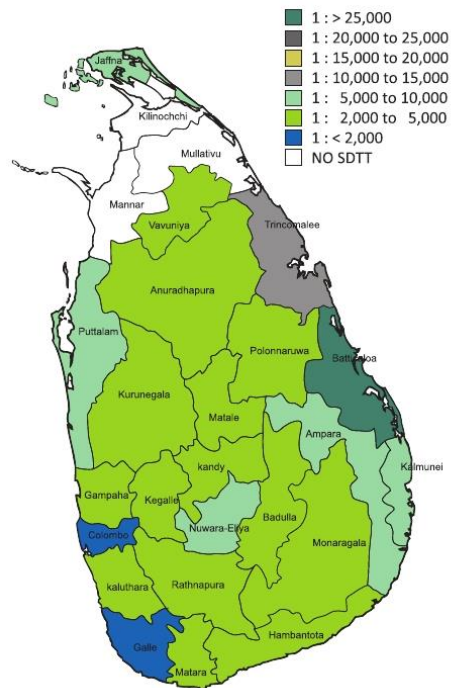 1 : > 25,000
1 : 20,000 to 25,000
1 : 15,000 to 20,000
1 : 10,000 to 15,000
1 : 5,000 to 10,000
1 : 2,000 to 5,000
1 : < 2,000
NO SDTT
Jaffna
Kilinochchi
Mullativu
Mannar
Vavuniya
Trincomalee
Anuradhapura
Puttalam
Polonnaruwa
Batticaloa
Kurunegala
Matale
Ampara
kandy
Kalmunei
Gampaha
Kegalle
Nuwara-Eliya
Badulla
Colombo
Monaragala
kaluthara
Rathnapura
Hambantota
Galle
Matara